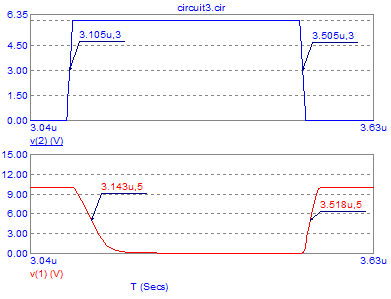 circuit3.cir
6.35
4.50
3.00
1.50
0.00
3.105u,3
3.505u,3
3.04u
3.63u
v(2) (V)
15.00
12.00
9.00
6.00
3.00
0.00
3.143u,5
3.518u,5
3.04u
3.63u
v(1) (V)
T (Secs)